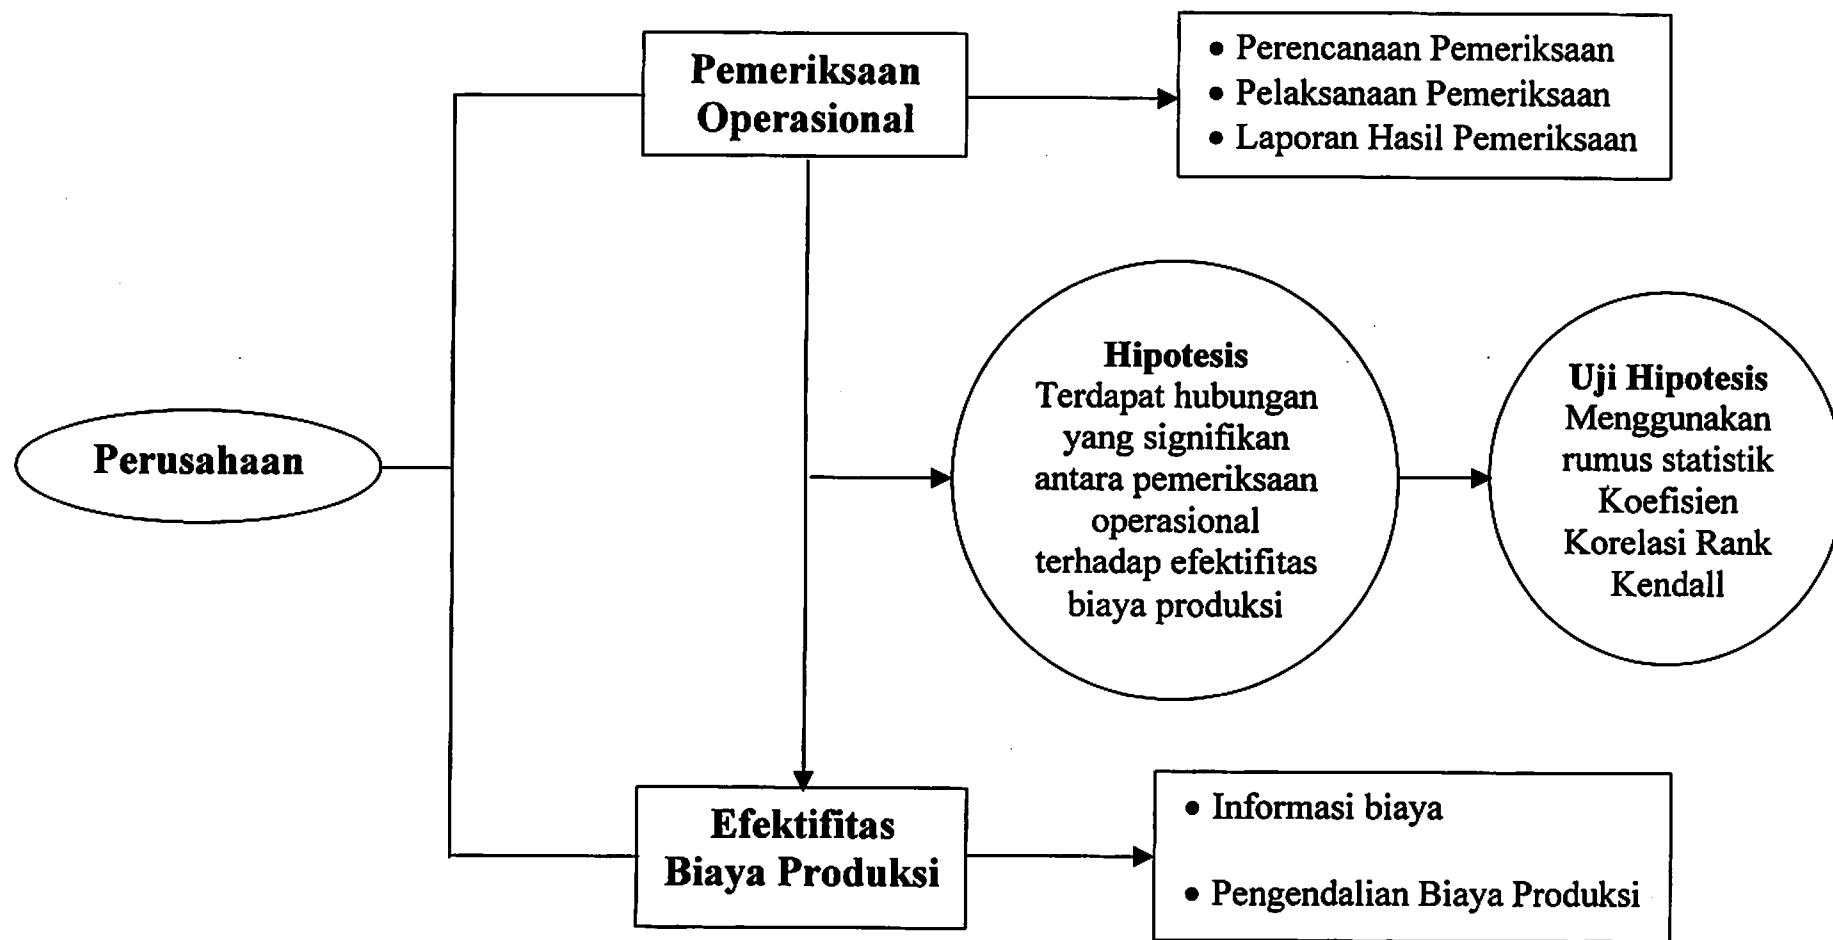 Pemeriksaan
Operasional
• Perencanaan Pemeriksaan
• Pelaksanaan Pemeriksaan
• Laporan Hasil Pemeriksaan
Perusahaan
Hipotesis
Terdapat hubungan
yang signifikan
antara pemeriksaan
operasional
terhadap efektifitas
biaya produksi
Uji Hipotesis
Menggunakan
rumus statistik
Koefisien
Korelasi Rank
Kendall
Efektifitas
Biaya Produksi
• Informasi biaya
• Pengendalian Biaya Produksi